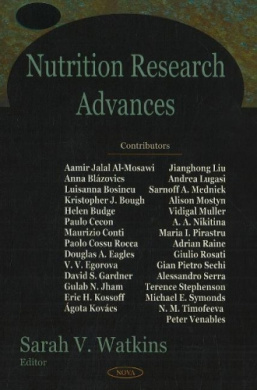 Nutrition Research
Advances
Contributors
Aamir Jalal Al-Mosawi
Anna Blázovics
Luisanna Bosincu
Kristopher J. Bough
Helen Budge
Paulo Cecon
Maurizio Conti
Paolo Cossu Rocca
Douglas A. Eagles
V. V. Egorova
David S. Gardner
Gulab N. Jham
Eric H. Kossoff
Ágota Kovács
Jianghong Liu
Andrea Lugasi
Sarnoff A. Mednick
Alison Mostyn
Vidigal Muller
A. A. Nikitina
Maria I. Pirastru
Adrian Raine
Giulio Rosati
Gian Pietro Sechi
Alessandro Serra
Terence Stephenson
Michael E. Symonds
N. M. Timofeeva
Peter Venables
Sarah V. Watkins
Editor
NOVA